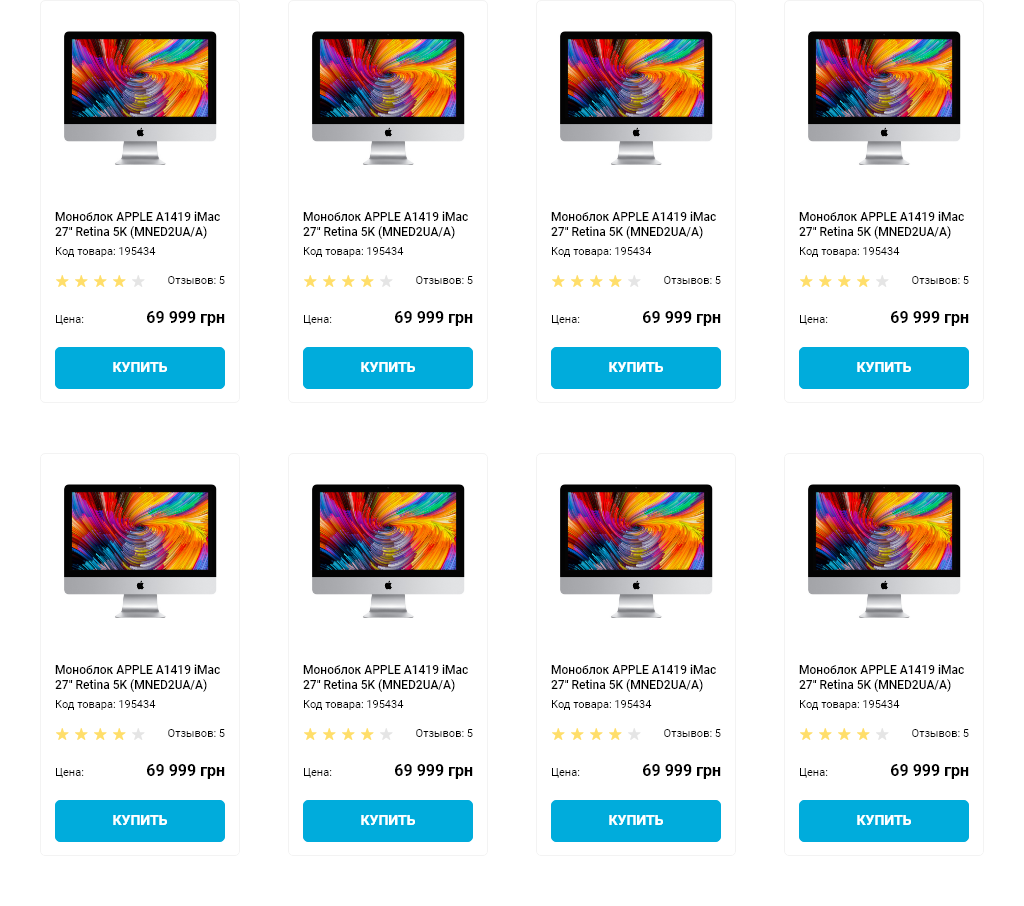 Моноблок APPLE A1419 iMac
27" Retina 5K (MNED2UA/A)
Код товара: 195434
Отзывов: 5
Цена: 69 999 грн
КУПИТЬ
Моноблок APPLE A1419 iMac
27" Retina 5K (MNED2UA/A)
Код товара: 195434
Отзывов: 5
Цена: 69 999 грн
КУПИТЬ
Моноблок APPLE A1419 iMac
27" Retina 5K (MNED2UA/A)
Код товара: 195434
Отзывов: 5
Цена: 69 999 грн
КУПИТЬ
Моноблок APPLE A1419 iMac
27" Retina 5K (MNED2UA/A)
Код товара: 195434
Отзывов: 5
Цена: 69 999 грн
КУПИТЬ
Моноблок APPLE A1419 iMac
27" Retina 5K (MNED2UA/A)
Код товара: 195434
Отзывов: 5
Цена: 69 999 грн
КУПИТЬ
Моноблок APPLE A1419 iMac
27" Retina 5K (MNED2UA/A)
Код товара: 195434
Отзывов: 5
Цена: 69 999 грн
КУПИТЬ
Моноблок APPLE A1419 iMac
27" Retina 5K (MNED2UA/A)
Код товара: 195434
Отзывов: 5
Цена: 69 999 грн
КУПИТЬ
Моноблок APPLE A1419 iMac
27" Retina 5K (MNED2UA/A)
Код товара: 195434
Отзывов: 5
Цена: 69 999 грн
КУПИТЬ